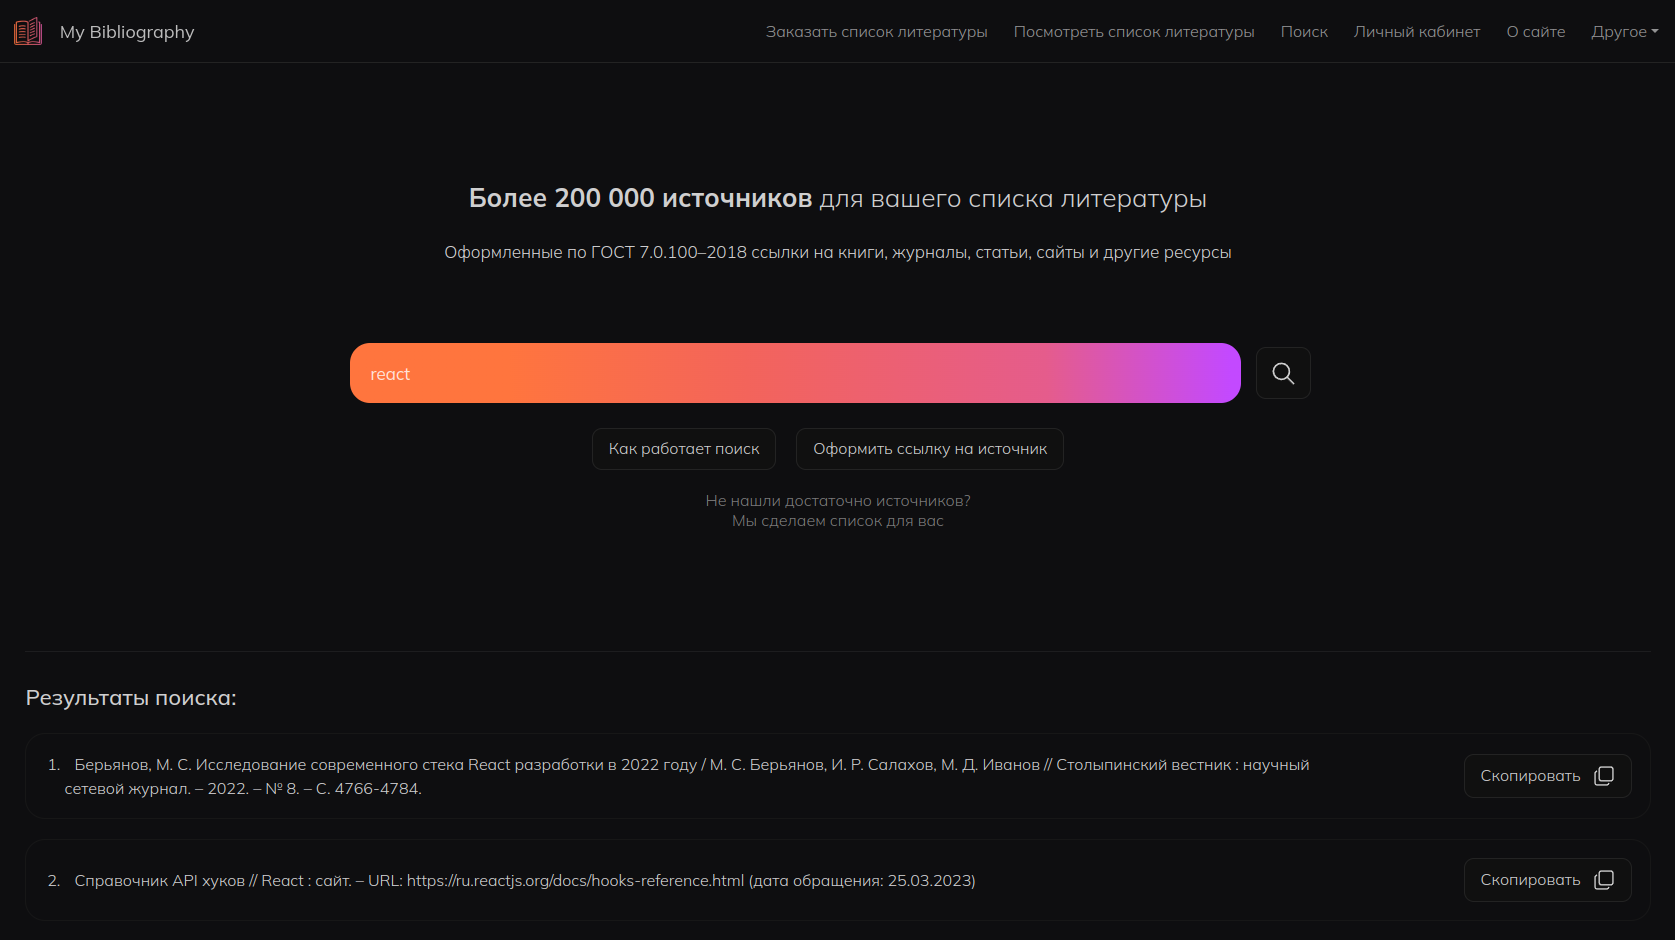 My Bibliography
Заказать список литературы
Посмотреть список литературы
Поиск
Личный кабинет
О сайте
Другое
Более 200 000 источников для вашего списка литературы
Оформленные по ГОСТ 7.0.100–2018 ссылки на книги, журналы, статьи, сайты и другие ресурсы
react
Как работает поиск
Оформить ссылку на источник
Не нашли достаточно источников?
Мы сделаем список для вас
Результаты поиска:
1. Берьянов, М. С. Исследование современного стека React разработки в 2022 году / М. С. Берьянов, И. Р. Салахов, М. Д. Иванов // Столыпинский вестник : научный
сетевой журнал. – 2022. – № 8. – С. 4766-4784.
Скопировать
2. Справочник API хуков // React : сайт. – URL: https://ru.reactjs.org/docs/hooks-reference.html (дата обращения: 25.03.2023)
Скопировать